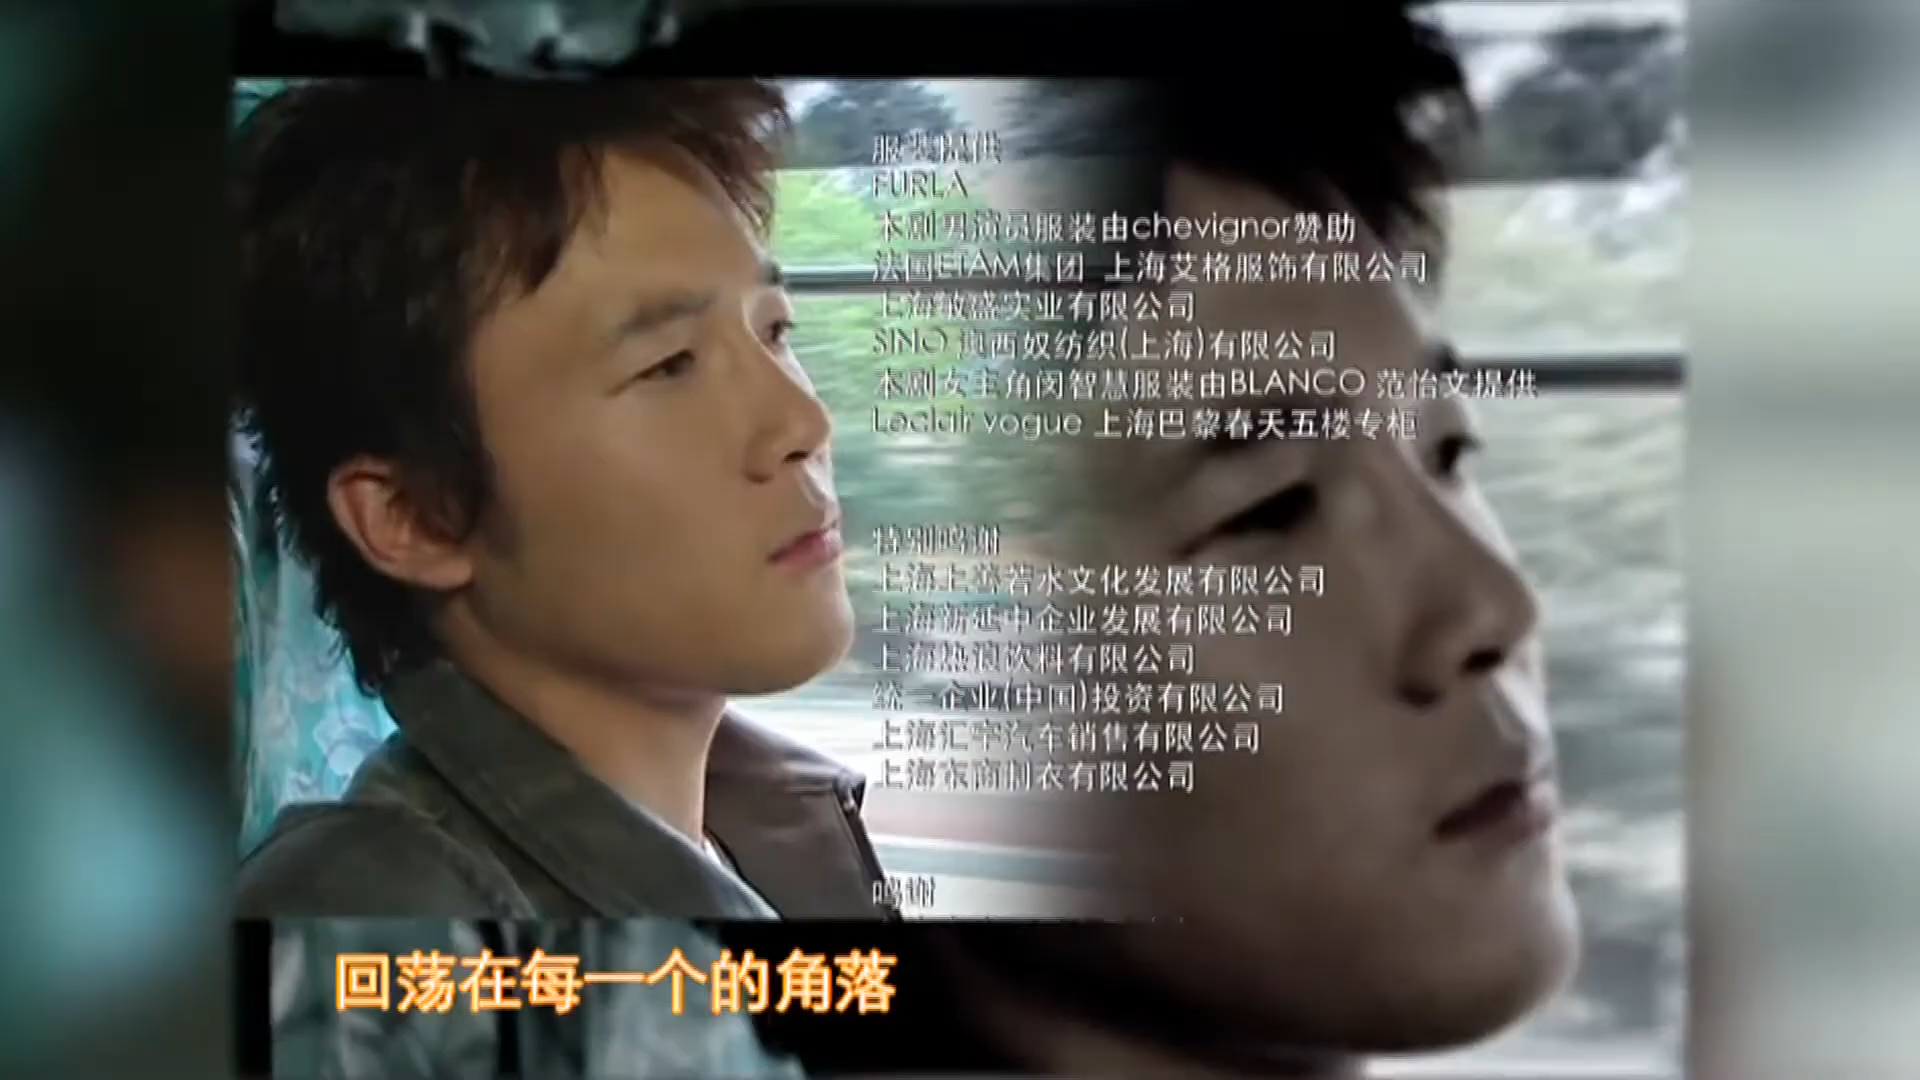 服装提供
FURLA
本剧男演员服装由chevignor赞助
法国ETAM集团 上海艾格服饰有限公司
上海敏盛实业有限公司
SINO 奥西奴纺织(上海)有限公司
本剧女主角闵智慧服装由BLANCO 范怡文提供
Leclair vogue 上海巴黎春天五楼专柜
特别鸣谢
上海上善若水文化发展有限公司
上海新延中企业发展有限公司
上海热浪饮料有限公司
统一企业(中国)投资有限公司
上海汇宇汽车销售有限公司
上海东商制衣有限公司
鸣谢
回荡在每一个的角落